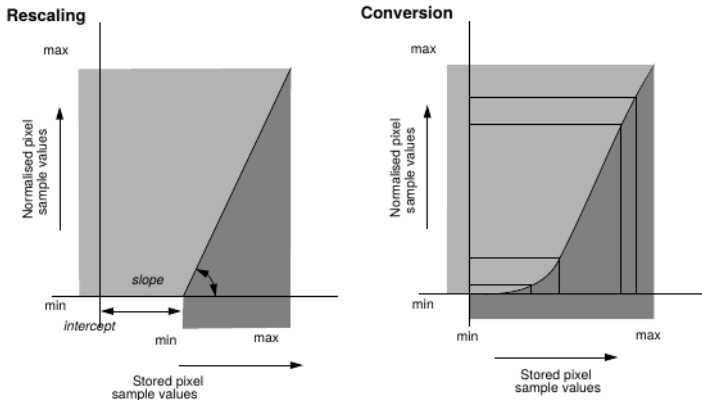 Rescaling
max
Normalised pixel
sample values
slope
min
intercept
min
max
Stored pixel
sample values
Conversion
Normalised pixel
sample values
min
min
max
Stored pixel
sample values